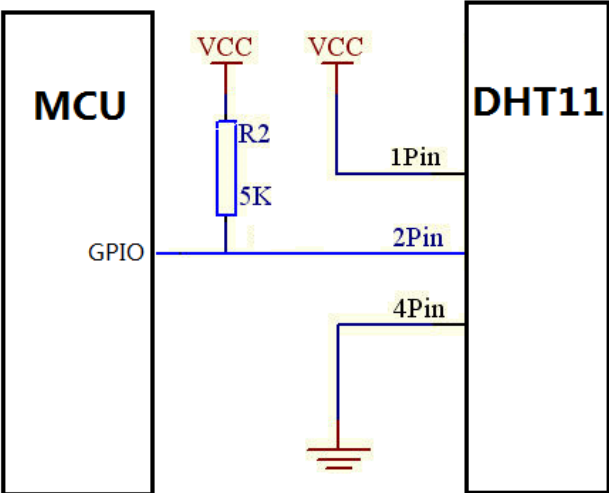 VCC
VCC
MCU
DHT11
R2
1Pin
5K
GPIO
2Pin
4Pin